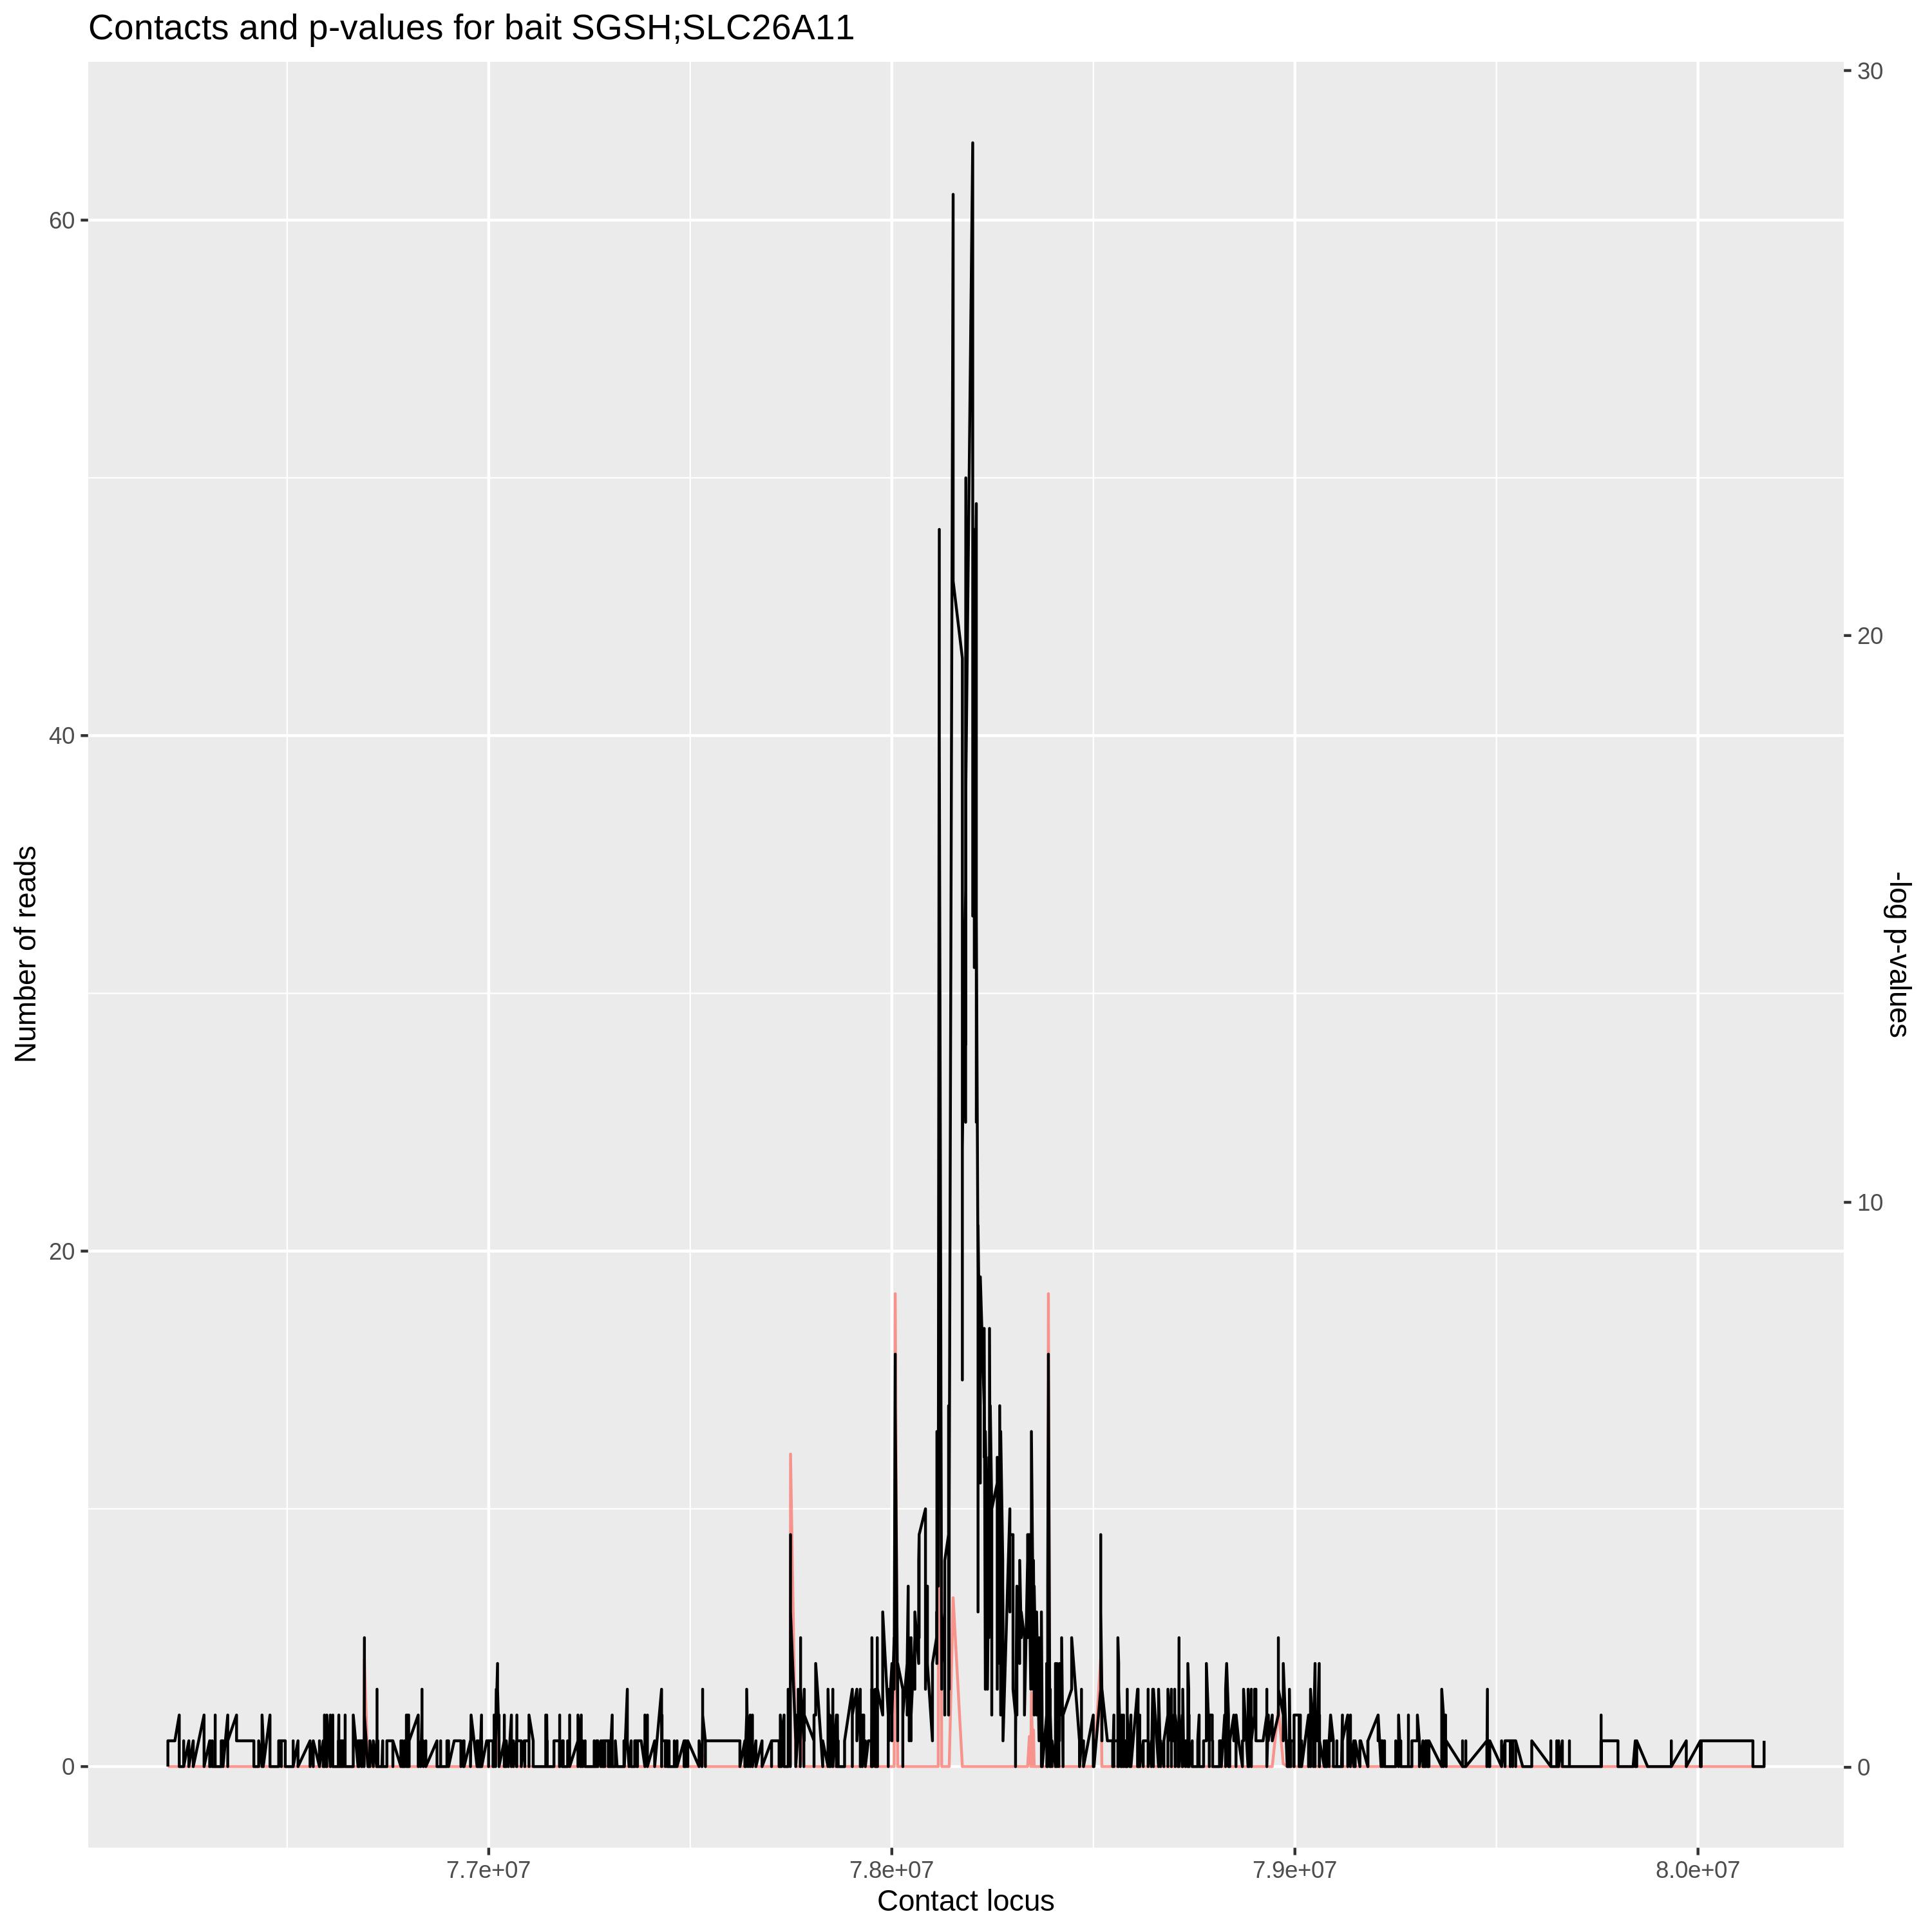 Contacts and p-values for bait SGSH;SLC26A11
Number of reads
60
40
20
0
30
20
10
0
-log p-values
7.7e+07
7.8e+07
7.9e+07
8.0e+07
Contact locus